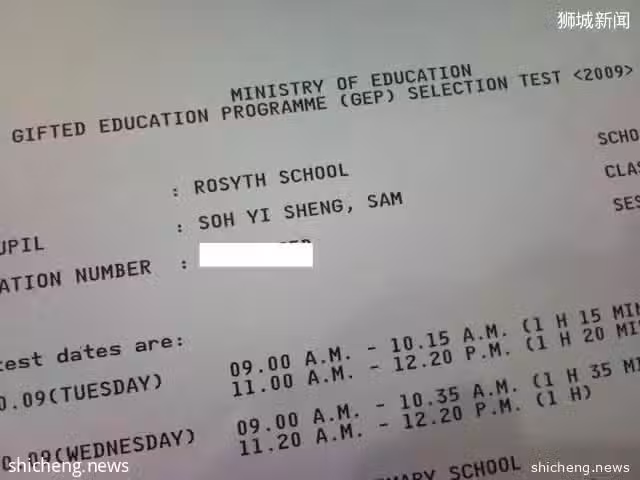 狮城新闻
MINISTRY OF EDUCATION
GIFTED EDUCATION PROGRAMME (GEP) SELECTION TEST <2009>
: ROSYTH SCHOOL SCHO
UPIL : SOH YI SHENG, SAM CLAS
ATION NUMBER : SES
test dates are:
0.09(TUESDAY) 09.00 A.M. - 10.15 A.M. (1 H 15 MIN
11.00 A.M. - 12.20 P.M. (1 H 20 MI
0.09(WEDNESDAY) 09.00 A.M. - 10.35 A.M. (1 H 35 MI
11.20 A.M. - 12.20 P.M. (1 H)
MARY SCHOOL
shicheng.news
shicheng.news